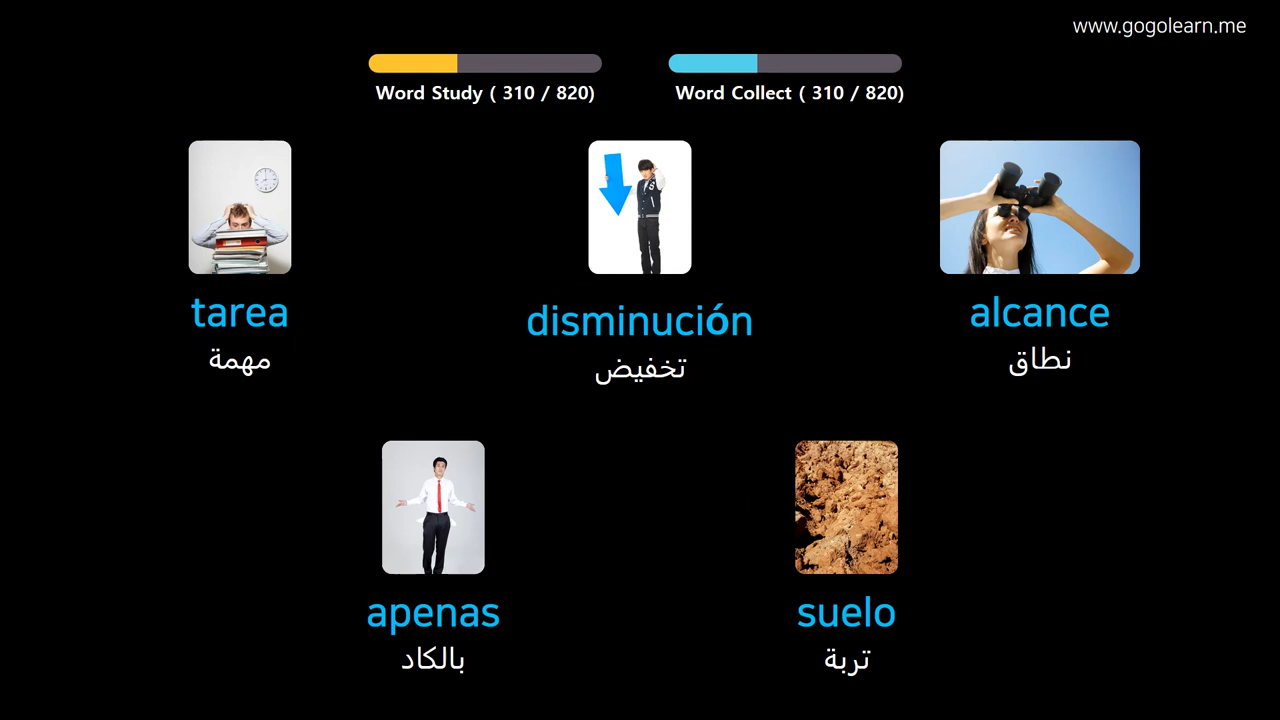 www.gogolearn.me
Word Study ( 310 / 820)
Word Collect ( 310 / 820)
tarea
مهمة
disminución
تخفيض
alcance
نطاق
apenas
بالكاد
suelo
تربة